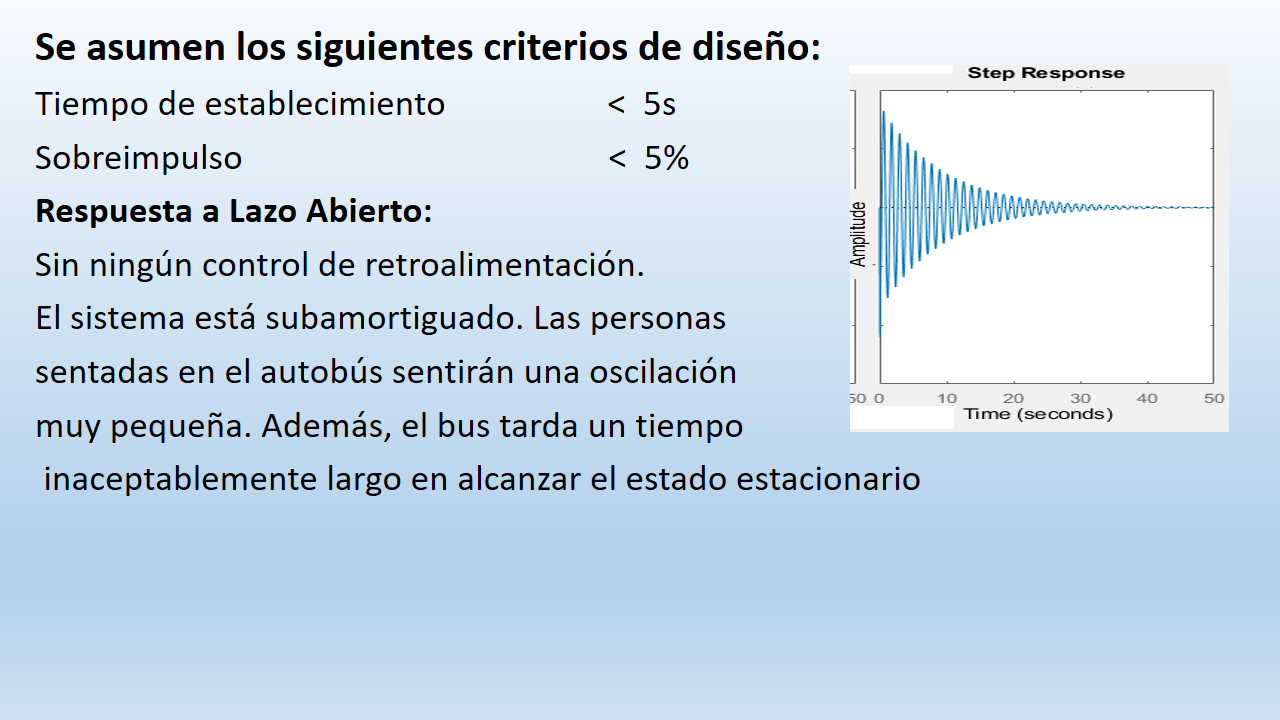 Se asumen los siguientes criterios de diseño:
Tiempo de establecimiento < 5s
Sobreimpulso < 5%
Respuesta a Lazo Abierto:
Sin ningún control de retroalimentación.
El sistema está subamortiguado. Las personas
sentadas en el autobús sentirán una oscilación
muy pequeña. Además, el bus tarda un tiempo
inaceptablemente largo en alcanzar el estado estacionario
Step Response
Amplitude
50 0 10 20 30 40 50
Time (seconds)